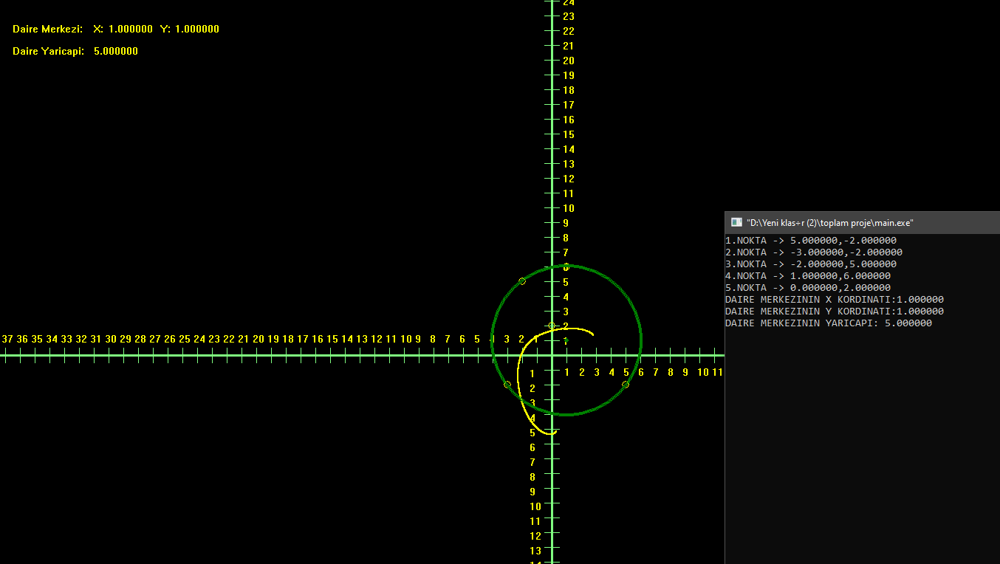 Daire Merkezi: X: 1.000000 Y: 1.000000
Daire Yaricapi: 5.000000
24
23
22
21
20
19
18
17
16
15
14
13
12
11
10
9
8
7
6
5
4
3
2
1
37 36 35 34 33 32 31 30 29 28 27 26 25 24 23 22 21 20 19 18 17 16 15 14 13 12 11 10 9 8 7 6 5 4 3 2 1
1 2 3 4 5 6 7 8 9 10 11
1
2
3
4
5
6
7
8
9
10
11
12
13
14
"D:\Yeni klas÷r (2)\toplam proje\main.exe"
1.NOKTA -> 5.000000,-2.000000
2.NOKTA -> -3.000000,-2.000000
3.NOKTA -> -2.000000,5.000000
4.NOKTA -> 1.000000,6.000000
5.NOKTA -> 0.000000,2.000000
DAIRE MERKEZININ X KORDINATI:1.000000
DAIRE MERKEZININ Y KORDINATI:1.000000
DAIRE MERKEZININ YARICAPI: 5.000000